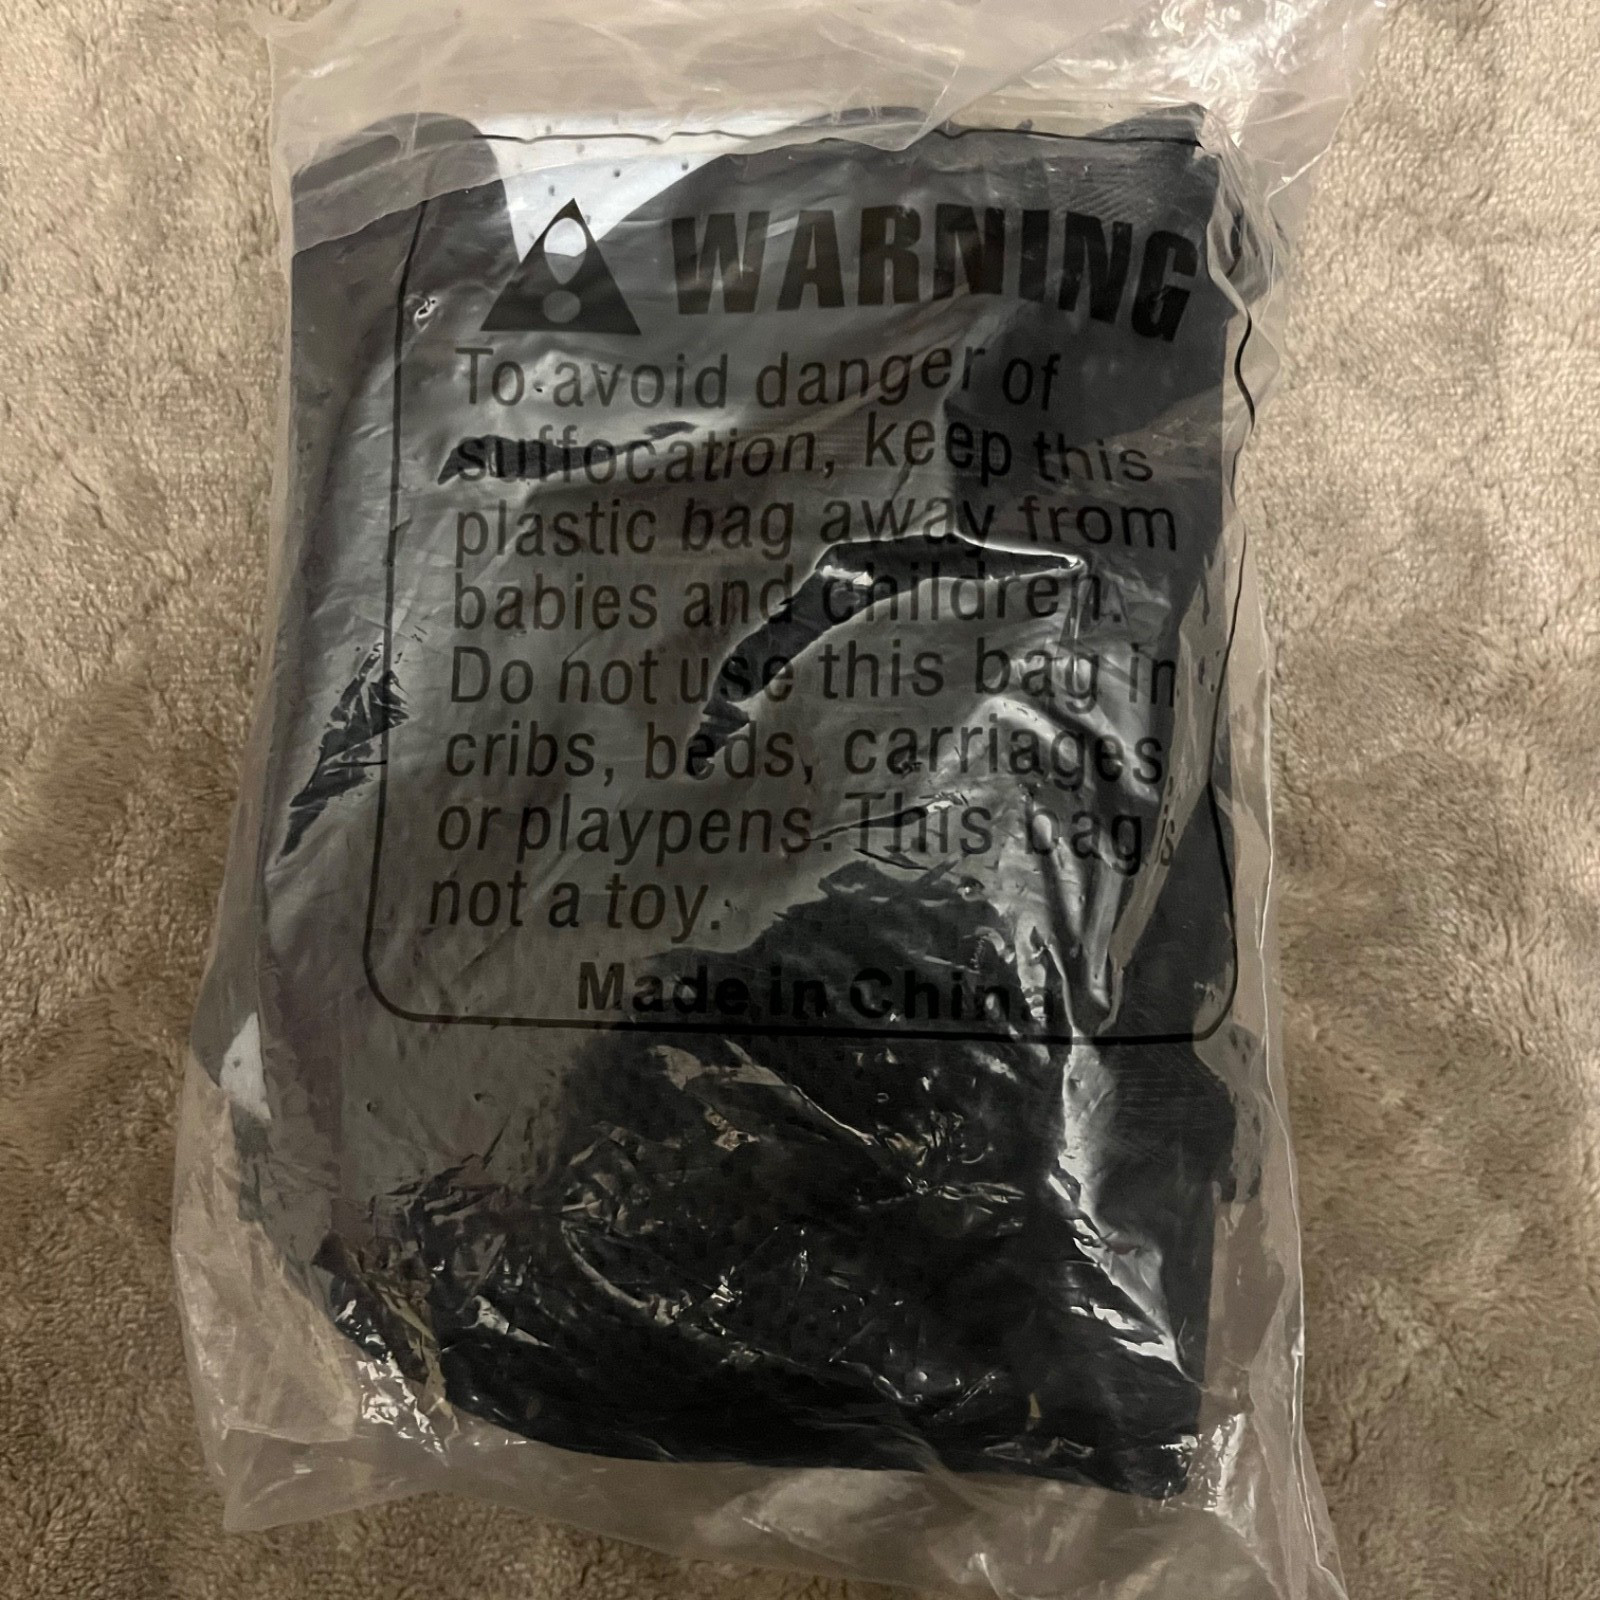 WARNING
To avoid danger of
suffocation, keep this
plastic bag away from
babies and children.
Do not use this bag in
cribs, beds, carriages,
or playpens. This bag is
not a toy.
Made in China